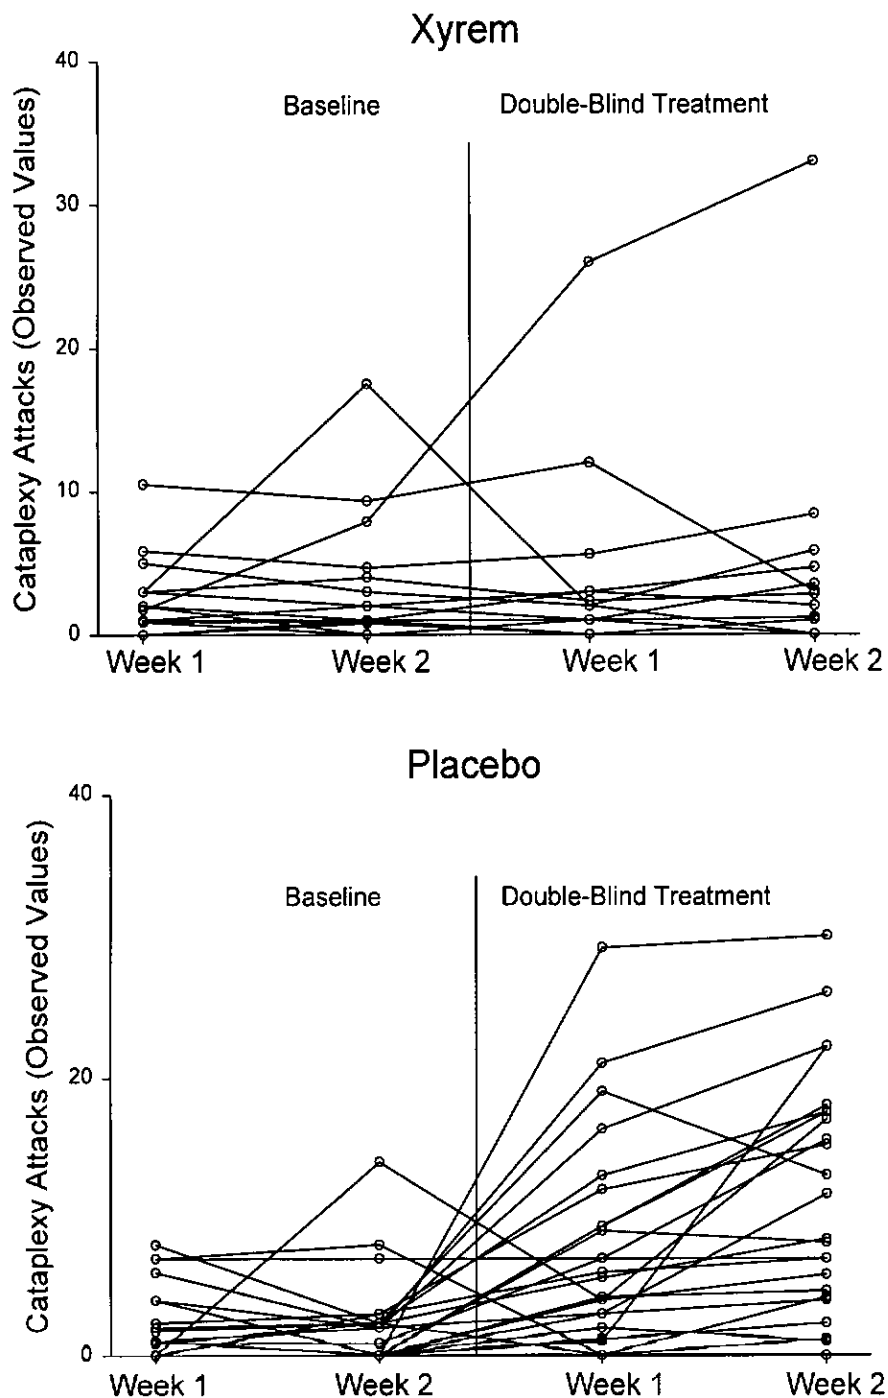 Xyrem
40
Baseline
Double-Blind Treatment
30
20
10
0
Cataplexy Attacks (Observed Values)
Week 1
Week 2
Week 1
Week 2
Placebo
40
Baseline
Double-Blind Treatment
20
0
Cataplexy Attacks (Observed Values)
Week 1
Week 2
Week 1
Week 2